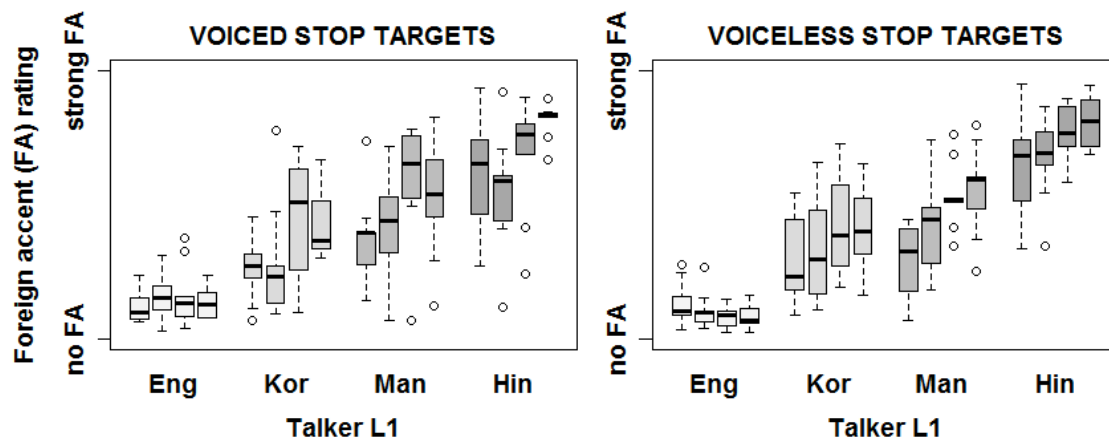 VOICED STOP TARGETS
VOICELESS STOP TARGETS
Foreign accent (FA) rating
strong FA
no FA
Eng Kor Man Hin
Talker L1
strong FA
no FA
Eng Kor Man Hin
Talker L1